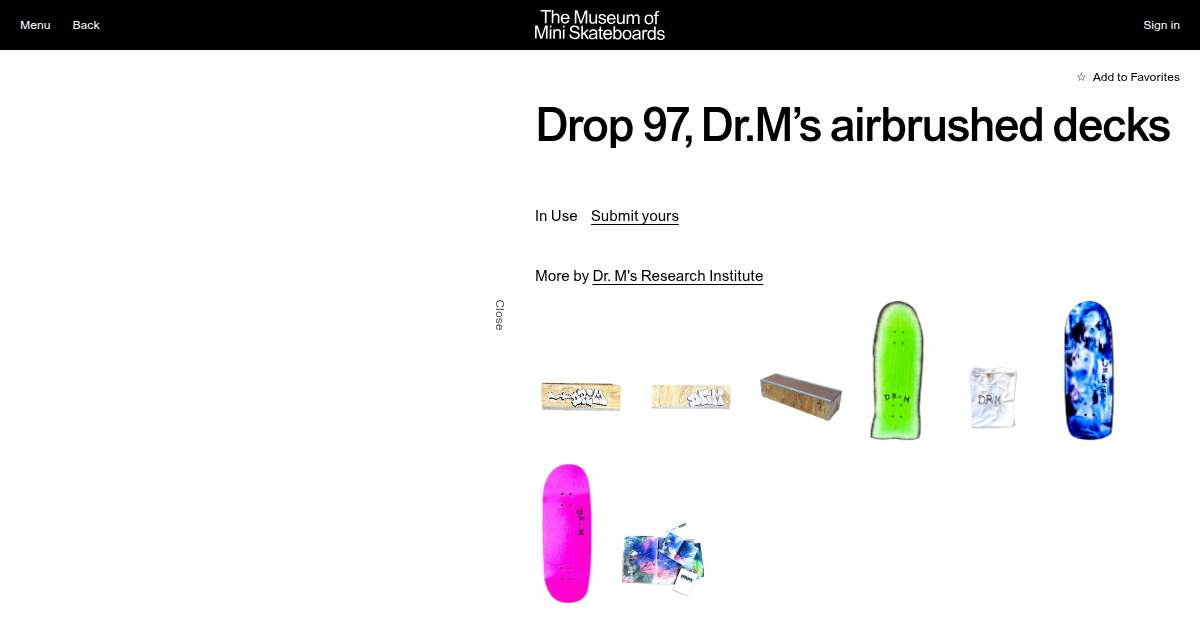 Menu
Back
The Museum of
Mini Skateboards
Sign in
☆ Add to Favorites
Drop 97, Dr.M’s airbrushed decks
In Use Submit yours
More by Dr. M's Research Institute
Close
DR.M
DR.M
DR.M